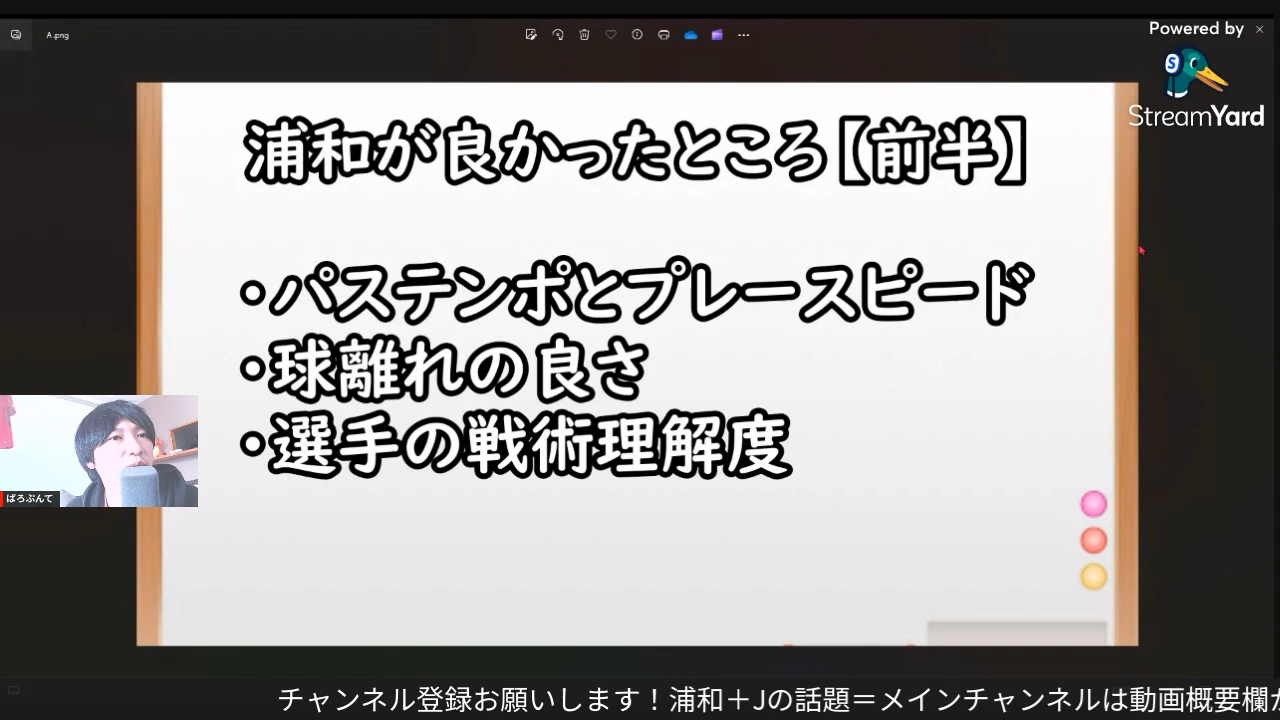 A.png
Powered by
StreamYard
浦和が良かったところ【前半】
・パステンポとプレースピード
・球離れの良さ
・選手の戦術理解度
ぱろぷんて
チャンネル登録お願いします！浦和＋Jの話題＝メインチャンネルは動画概要欄か